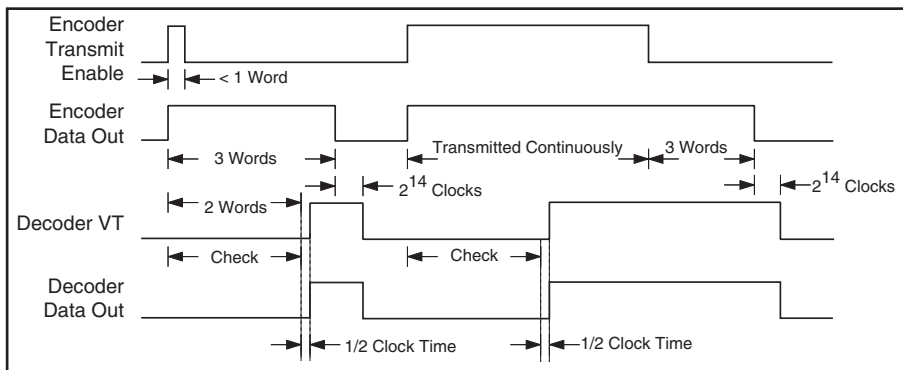 Encoder
Transmit
Enable
< 1 Word
Encoder
Data Out
3 Words
Transmitted Continuously
3 Words
2^14 Clocks
2^14 Clocks
2 Words
Decoder VT
Check
Check
Decoder
Data Out
1/2 Clock Time
1/2 Clock Time